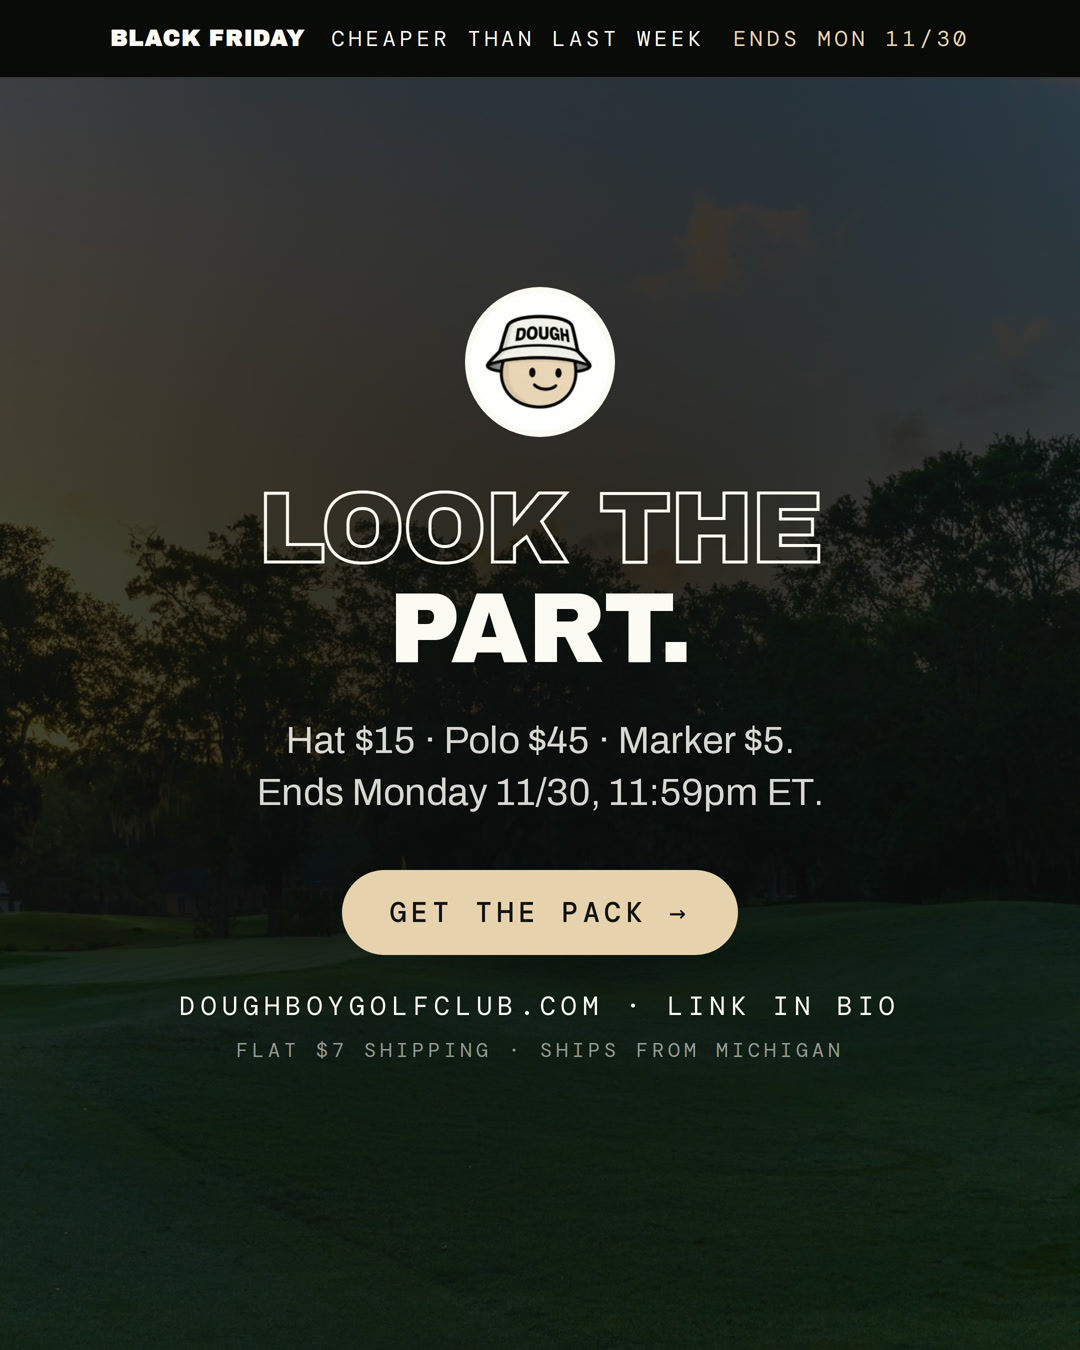 BLACK FRIDAY CHEAPER THAN LAST WEEK ENDS MON 11/30
DOUGH
LOOK THE
PART.
Hat $15 · Polo $45 · Marker $5.
Ends Monday 11/30, 11:59pm ET.
GET THE PACK →
DOUGHBOYGOLFCLUB.COM · LINK IN BIO
FLAT $7 SHIPPING · SHIPS FROM MICHIGAN